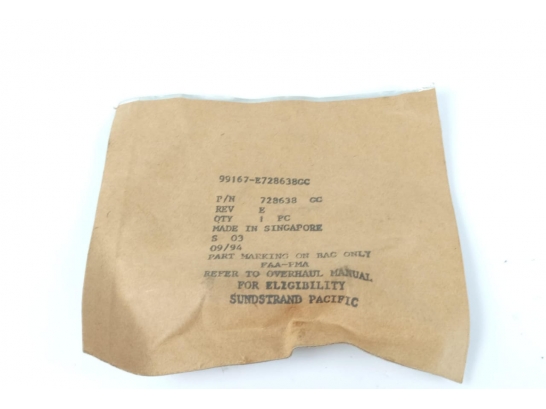 99167-E728638GC
P/N 728638 GC
REV E
QTY 1 PC
MADE IN SINGAPORE
S 03
09/94
PART MARKING ON BAG ONLY
FAA-PMA
REFER TO OVERHAUL MANUAL
FOR ELIGIBILITY
SUNDSTRAND PACIFIC